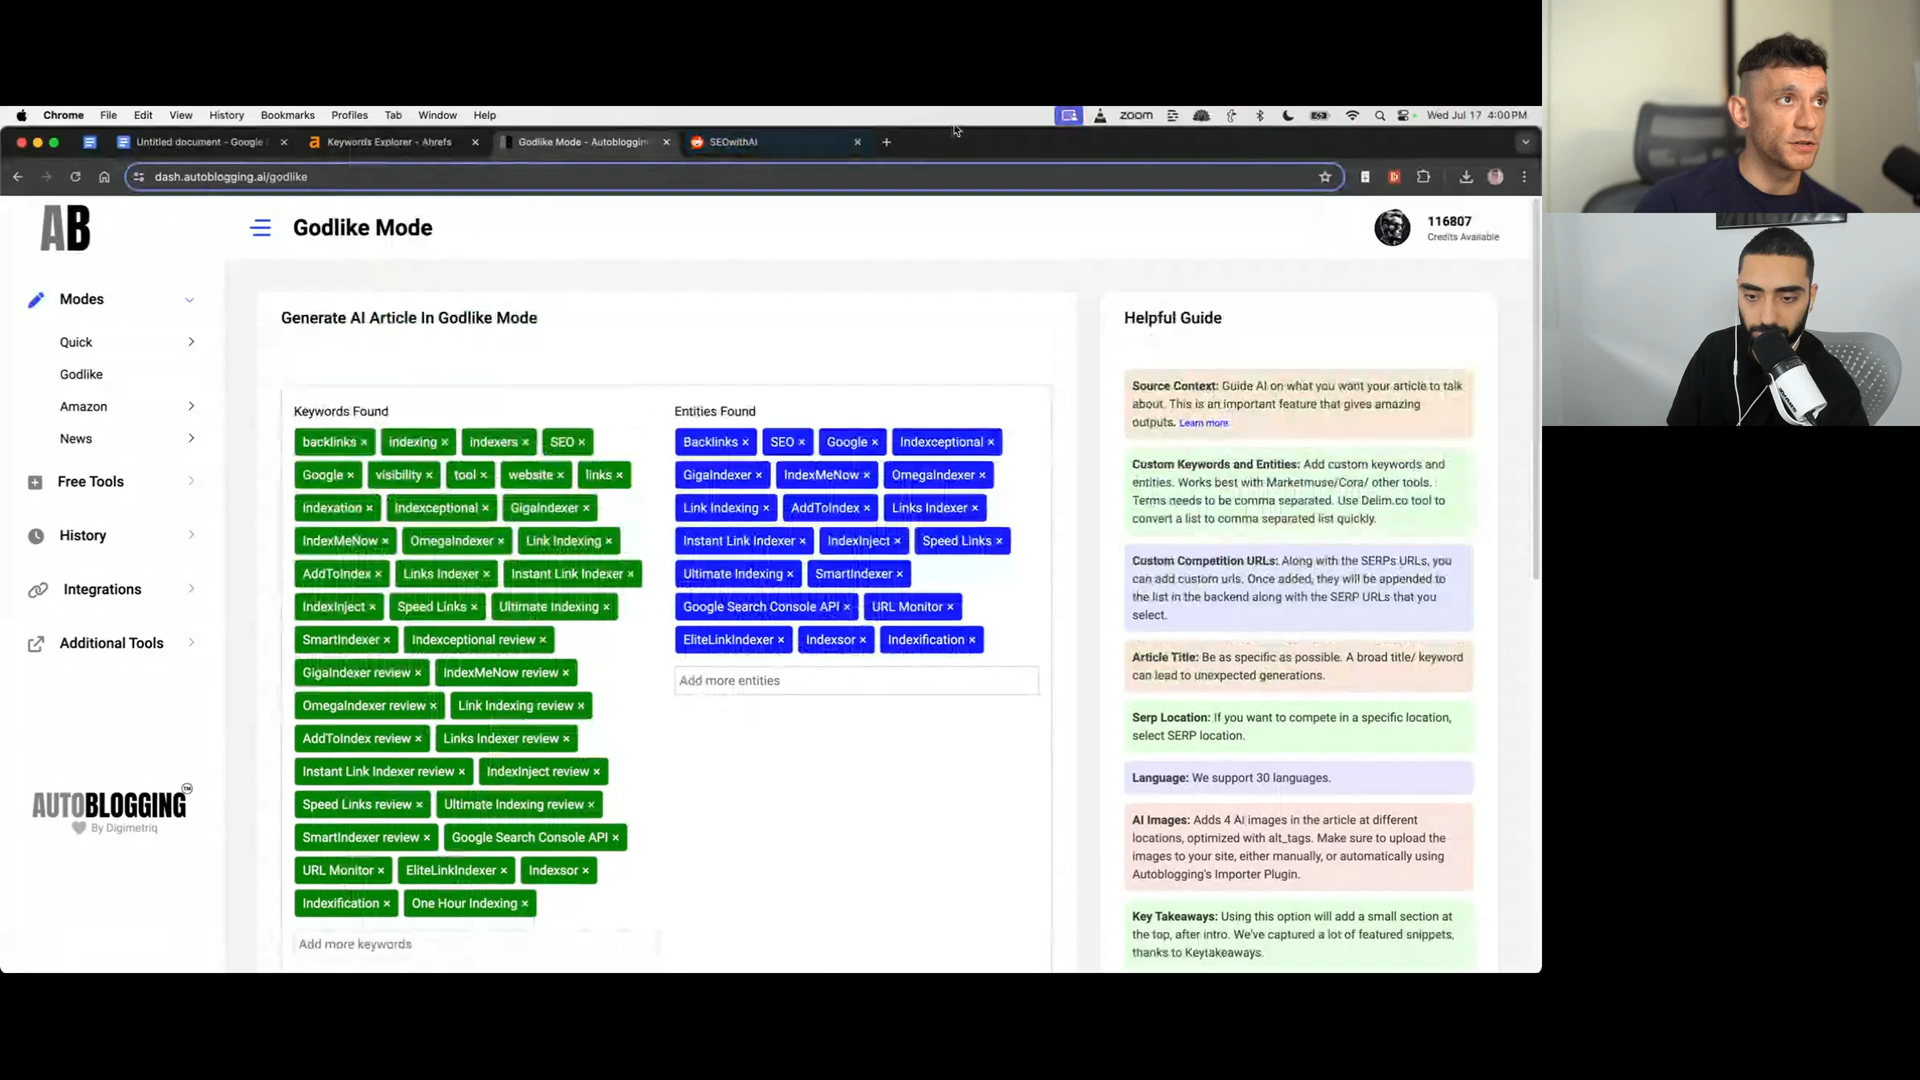 Chrome File Edit View History Bookmarks Profiles Tab Window Help zoom Wed Jul 17 4:00PM
Untitled document - Google Keywords Explorer - Ahrefs Godlike Mode - Autobloggin SEOwithAI
dash.autoblogging.ai/godlike
AB
Godlike Mode
116807
Credits Available
Modes
Quick
Godlike
Amazon
News
Free Tools
History
Integrations
Additional Tools
AUTOBLOGGING™
By Digimetriq
Generate AI Article In Godlike Mode
Keywords Found
backlinks × indexing × indexers × SEO ×
Google × visibility × tool × website × links ×
indexation × Indexceptional × GigaIndexer ×
IndexMeNow × OmegaIndexer × Link Indexing ×
AddToIndex × Links Indexer × Instant Link Indexer ×
IndexInject × Speed Links × Ultimate Indexing ×
SmartIndexer × Indexceptional review ×
GigaIndexer review × IndexMeNow review ×
OmegaIndexer review × Link Indexing review ×
AddToIndex review × Links Indexer review ×
Instant Link Indexer review × IndexInject review ×
Speed Links review × Ultimate Indexing review ×
SmartIndexer review × Google Search Console API ×
URL Monitor × EliteLinkIndexer × Indexsor ×
Indexification × One Hour Indexing ×
Add more keywords
Entities Found
Backlinks × SEO × Google × Indexceptional ×
GigaIndexer × IndexMeNow × OmegaIndexer ×
Link Indexing × AddToIndex × Links Indexer ×
Instant Link Indexer × IndexInject × Speed Links ×
Ultimate Indexing × SmartIndexer ×
Google Search Console API × URL Monitor ×
EliteLinkIndexer × Indexsor × Indexification ×
Add more entities
Helpful Guide
Source Context: Guide AI on what you want your article to talk
about. This is an important feature that gives amazing
outputs. Learn more.
Custom Keywords and Entities: Add custom keywords and
entities. Works best with Marketmuse/Cora/ other tools.
Terms needs to be comma separated. Use Delim.co tool to
convert a list to comma separated list quickly.
Custom Competition URLs: Along with the SERPs URLs, you
can add custom urls. Once added, they will be appended to
the list in the backend along with the SERP URLs that you
select.
Article Title: Be as specific as possible. A broad title/ keyword
can lead to unexpected generations.
Serp Location: If you want to compete in a specific location,
select SERP location.
Language: We support 30 languages.
AI Images: Adds 4 AI images in the article at different
locations, optimized with alt_tags. Make sure to upload the
images to your site, either manually, or automatically using
Autoblogging's Importer Plugin.
Key Takeaways: Using this option will add a small section at
the top, after intro. We've captured a lot of featured snippets,
thanks to Keytakeaways.